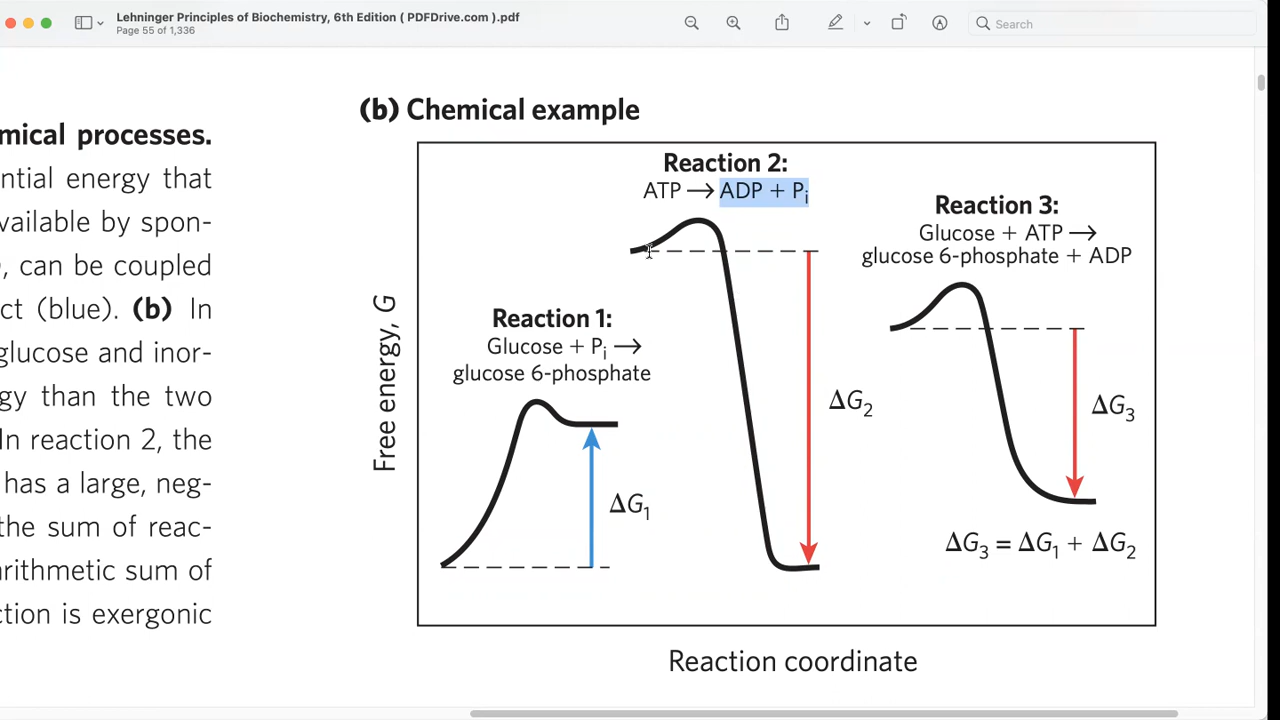 Lehninger Principles of Biochemistry, 6th Edition ( PDFDrive.com ).pdf
Page 55 of 1,336
Search
mical processes.
ntial energy that
vailable by spon-
, can be coupled
ct (blue). (b) In
glucose and inor-
gy than the two
In reaction 2, the
has a large, neg-
the sum of reac-
arithmetic sum of
ction is exergonic
(b) Chemical example
Free energy, G
Reaction 1:
Glucose + Pi →
glucose 6-phosphate
ΔG1
Reaction 2:
ATP → ADP + Pi
ΔG2
Reaction 3:
Glucose + ATP →
glucose 6-phosphate + ADP
ΔG3
ΔG3 = ΔG1 + ΔG2
Reaction coordinate